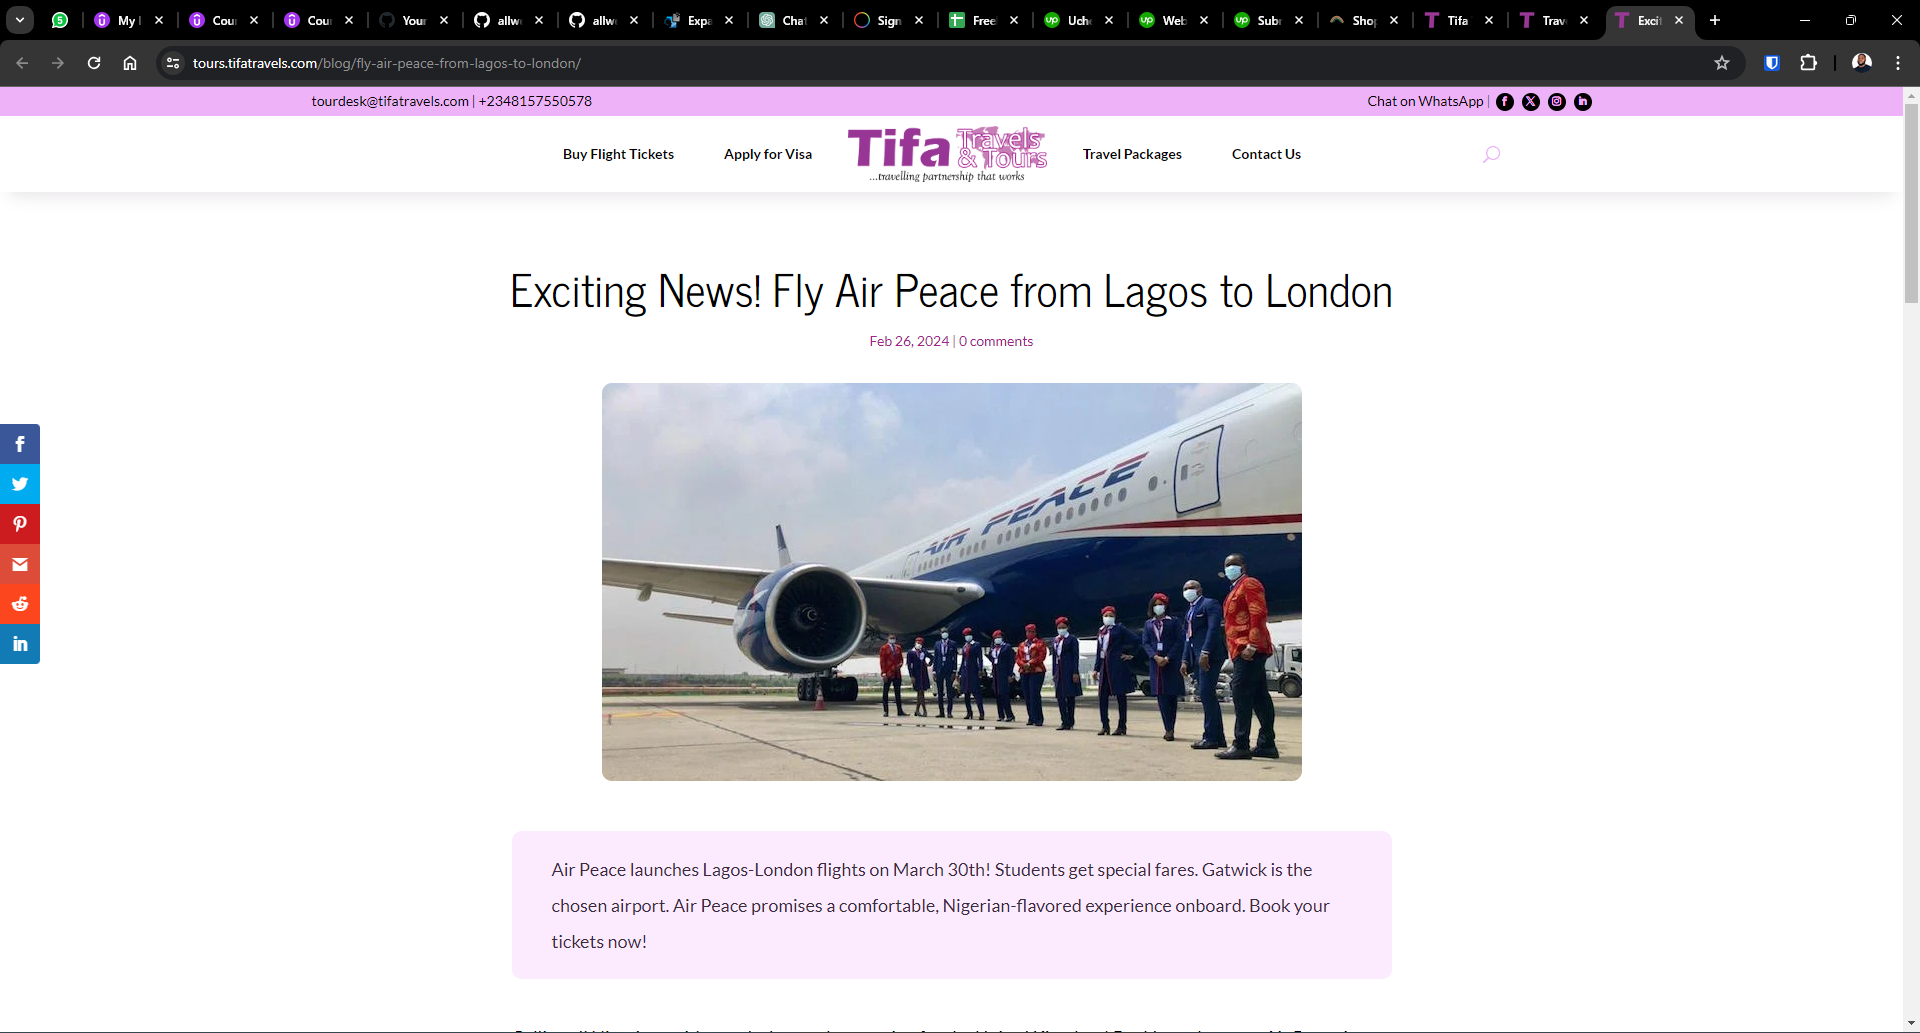 5
My
Cour
Cour
Your
allw
allw
Expa
Chat
Sign
Free
Uch
Web
Subr
Shop
Tifa
Trav
Excit
tours.tifatravels.com/blog/fly-air-peace-from-lagos-to-london/
tourdesk@tifatravels.com | +2348157550578
Chat on WhatsApp |
Buy Flight Tickets
Apply for Visa
Tifa Travels & Tours
...travelling partnership that works
Travel Packages
Contact Us
Exciting News! Fly Air Peace from Lagos to London
Feb 26, 2024 | 0 comments
AIR PEACE
Air Peace launches Lagos-London flights on March 30th! Students get special fares. Gatwick is the
chosen airport. Air Peace promises a comfortable, Nigerian-flavored experience onboard. Book your
tickets now!